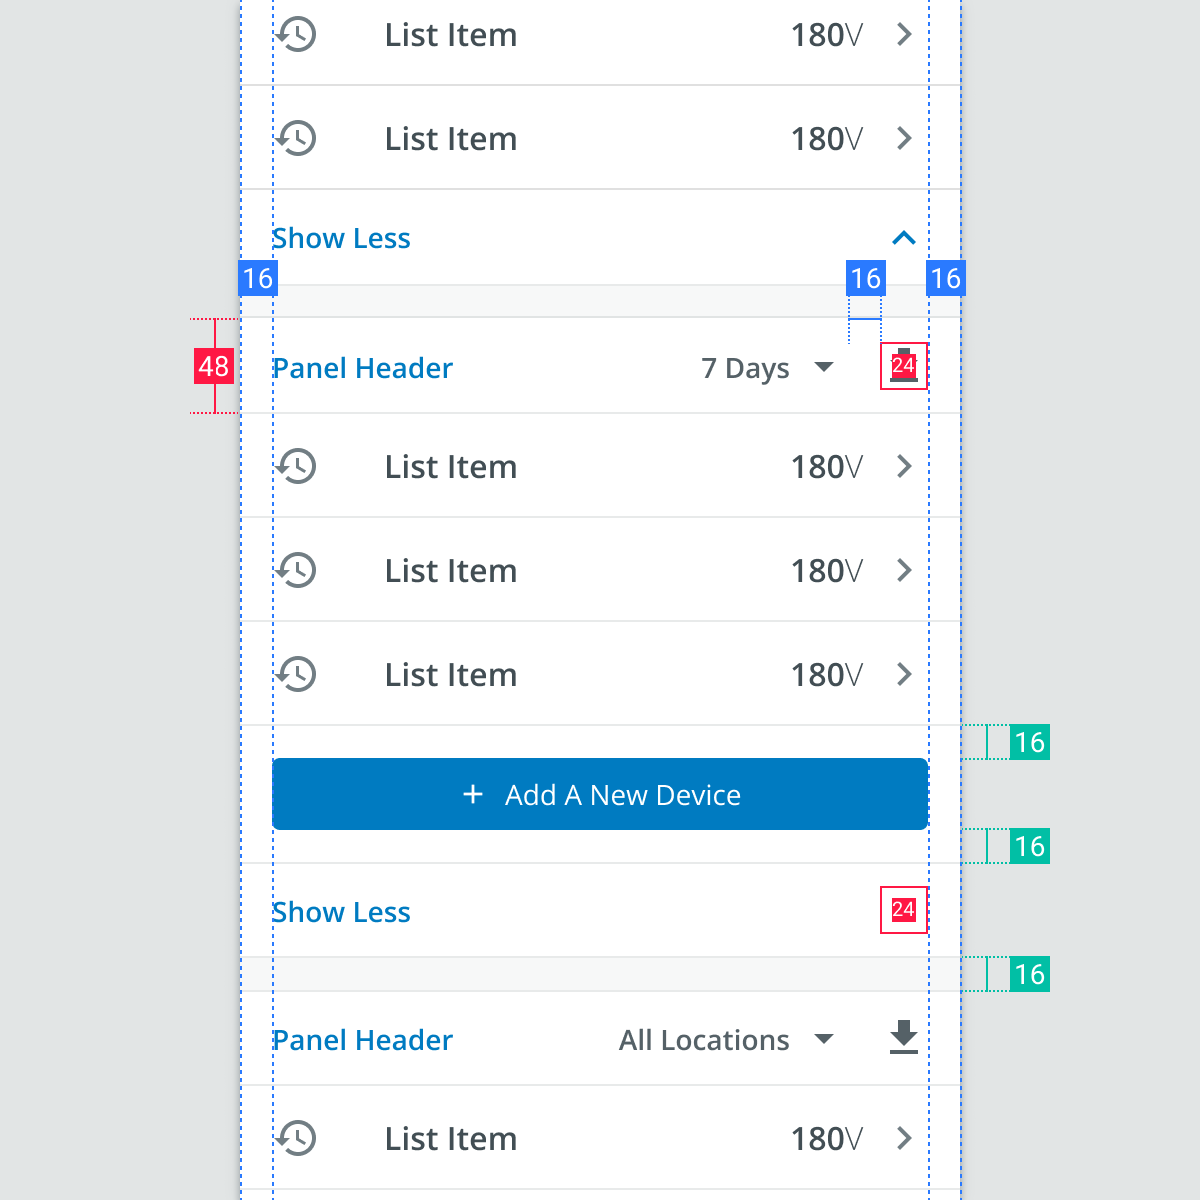 List Item 180V
List Item 180V
Show Less
16 16 16
48 Panel Header 7 Days 24
List Item 180V
List Item 180V
List Item 180V
16
+ Add A New Device
16
Show Less 24
16
Panel Header All Locations
List Item 180V